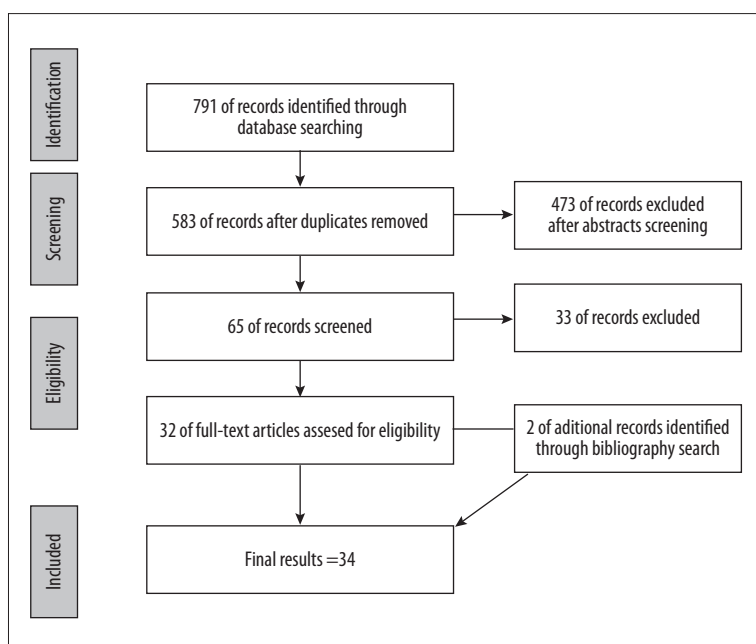 Identification
791 of records identified through
database searching
Screening
583 of records after duplicates removed
473 of records excluded
after abstracts screening
65 of records screened
33 of records excluded
Eligibility
32 of full-text articles assesed for eligibility
2 of aditional records identified
through bibliography search
Included
Final results =34